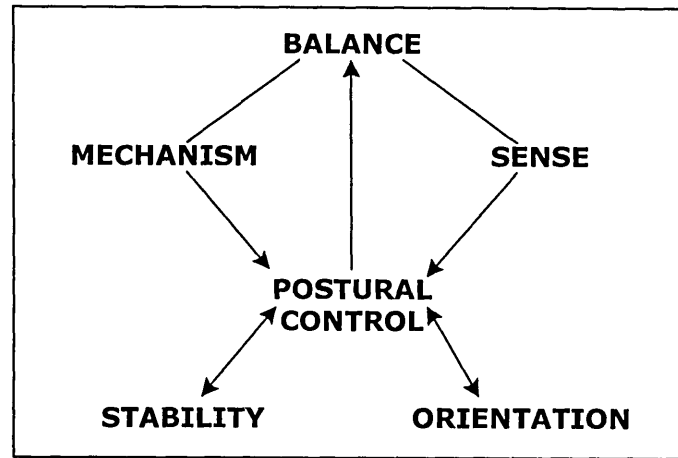 BALANCE
MECHANISM
SENSE
POSTURAL
CONTROL
STABILITY
ORIENTATION